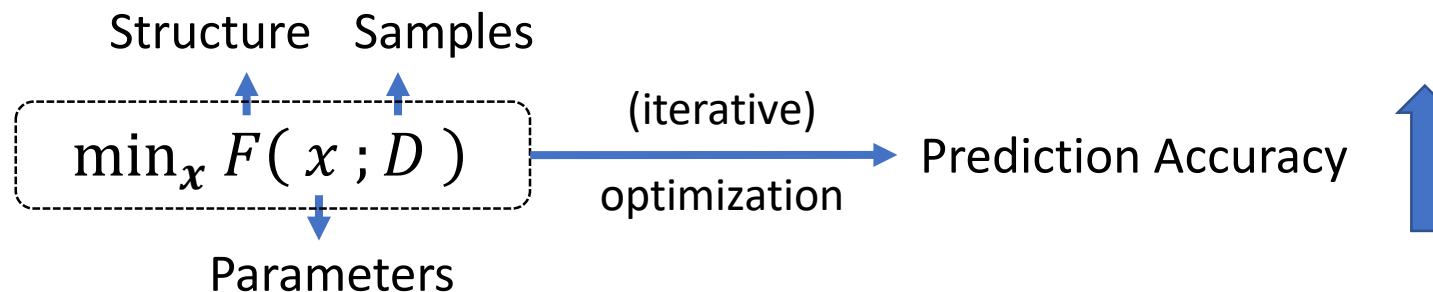 Structure Samples
min_x F( x ; D )
Parameters
(iterative)
optimization
Prediction Accuracy